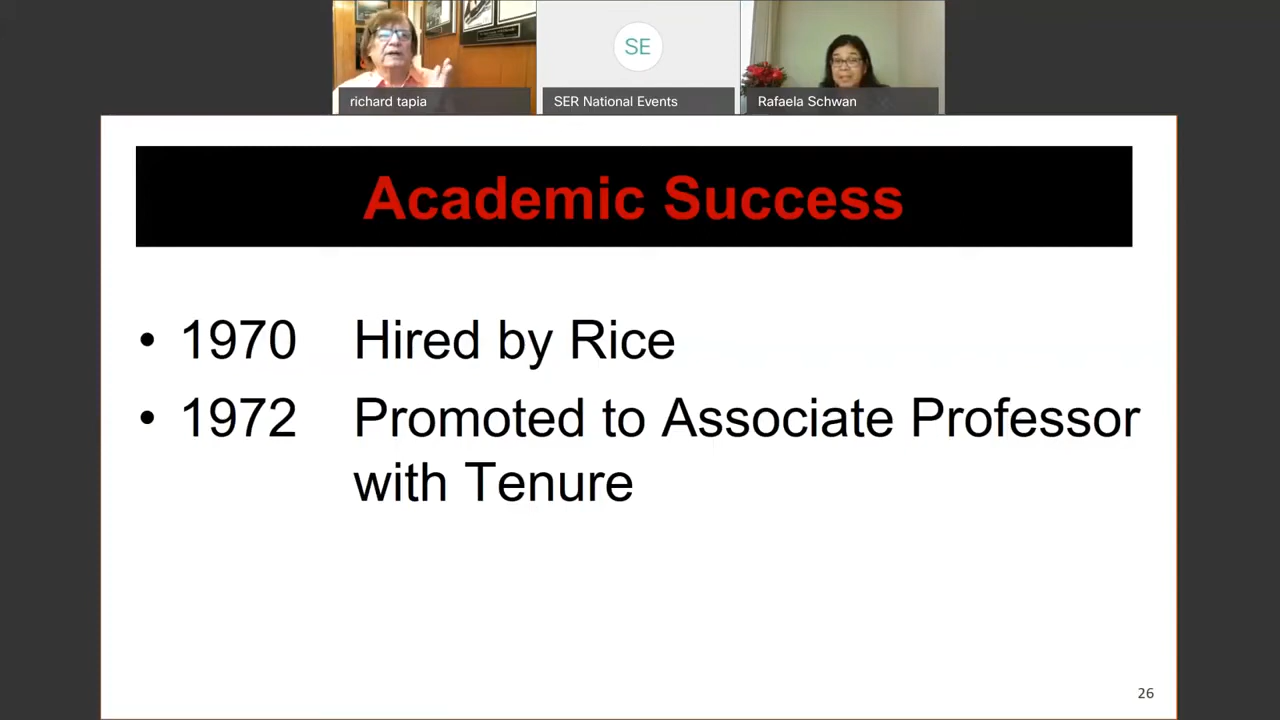 SE
richard tapia
SER National Events
Rafaela Schwan
Academic Success
• 1970 Hired by Rice
• 1972 Promoted to Associate Professor
with Tenure
26